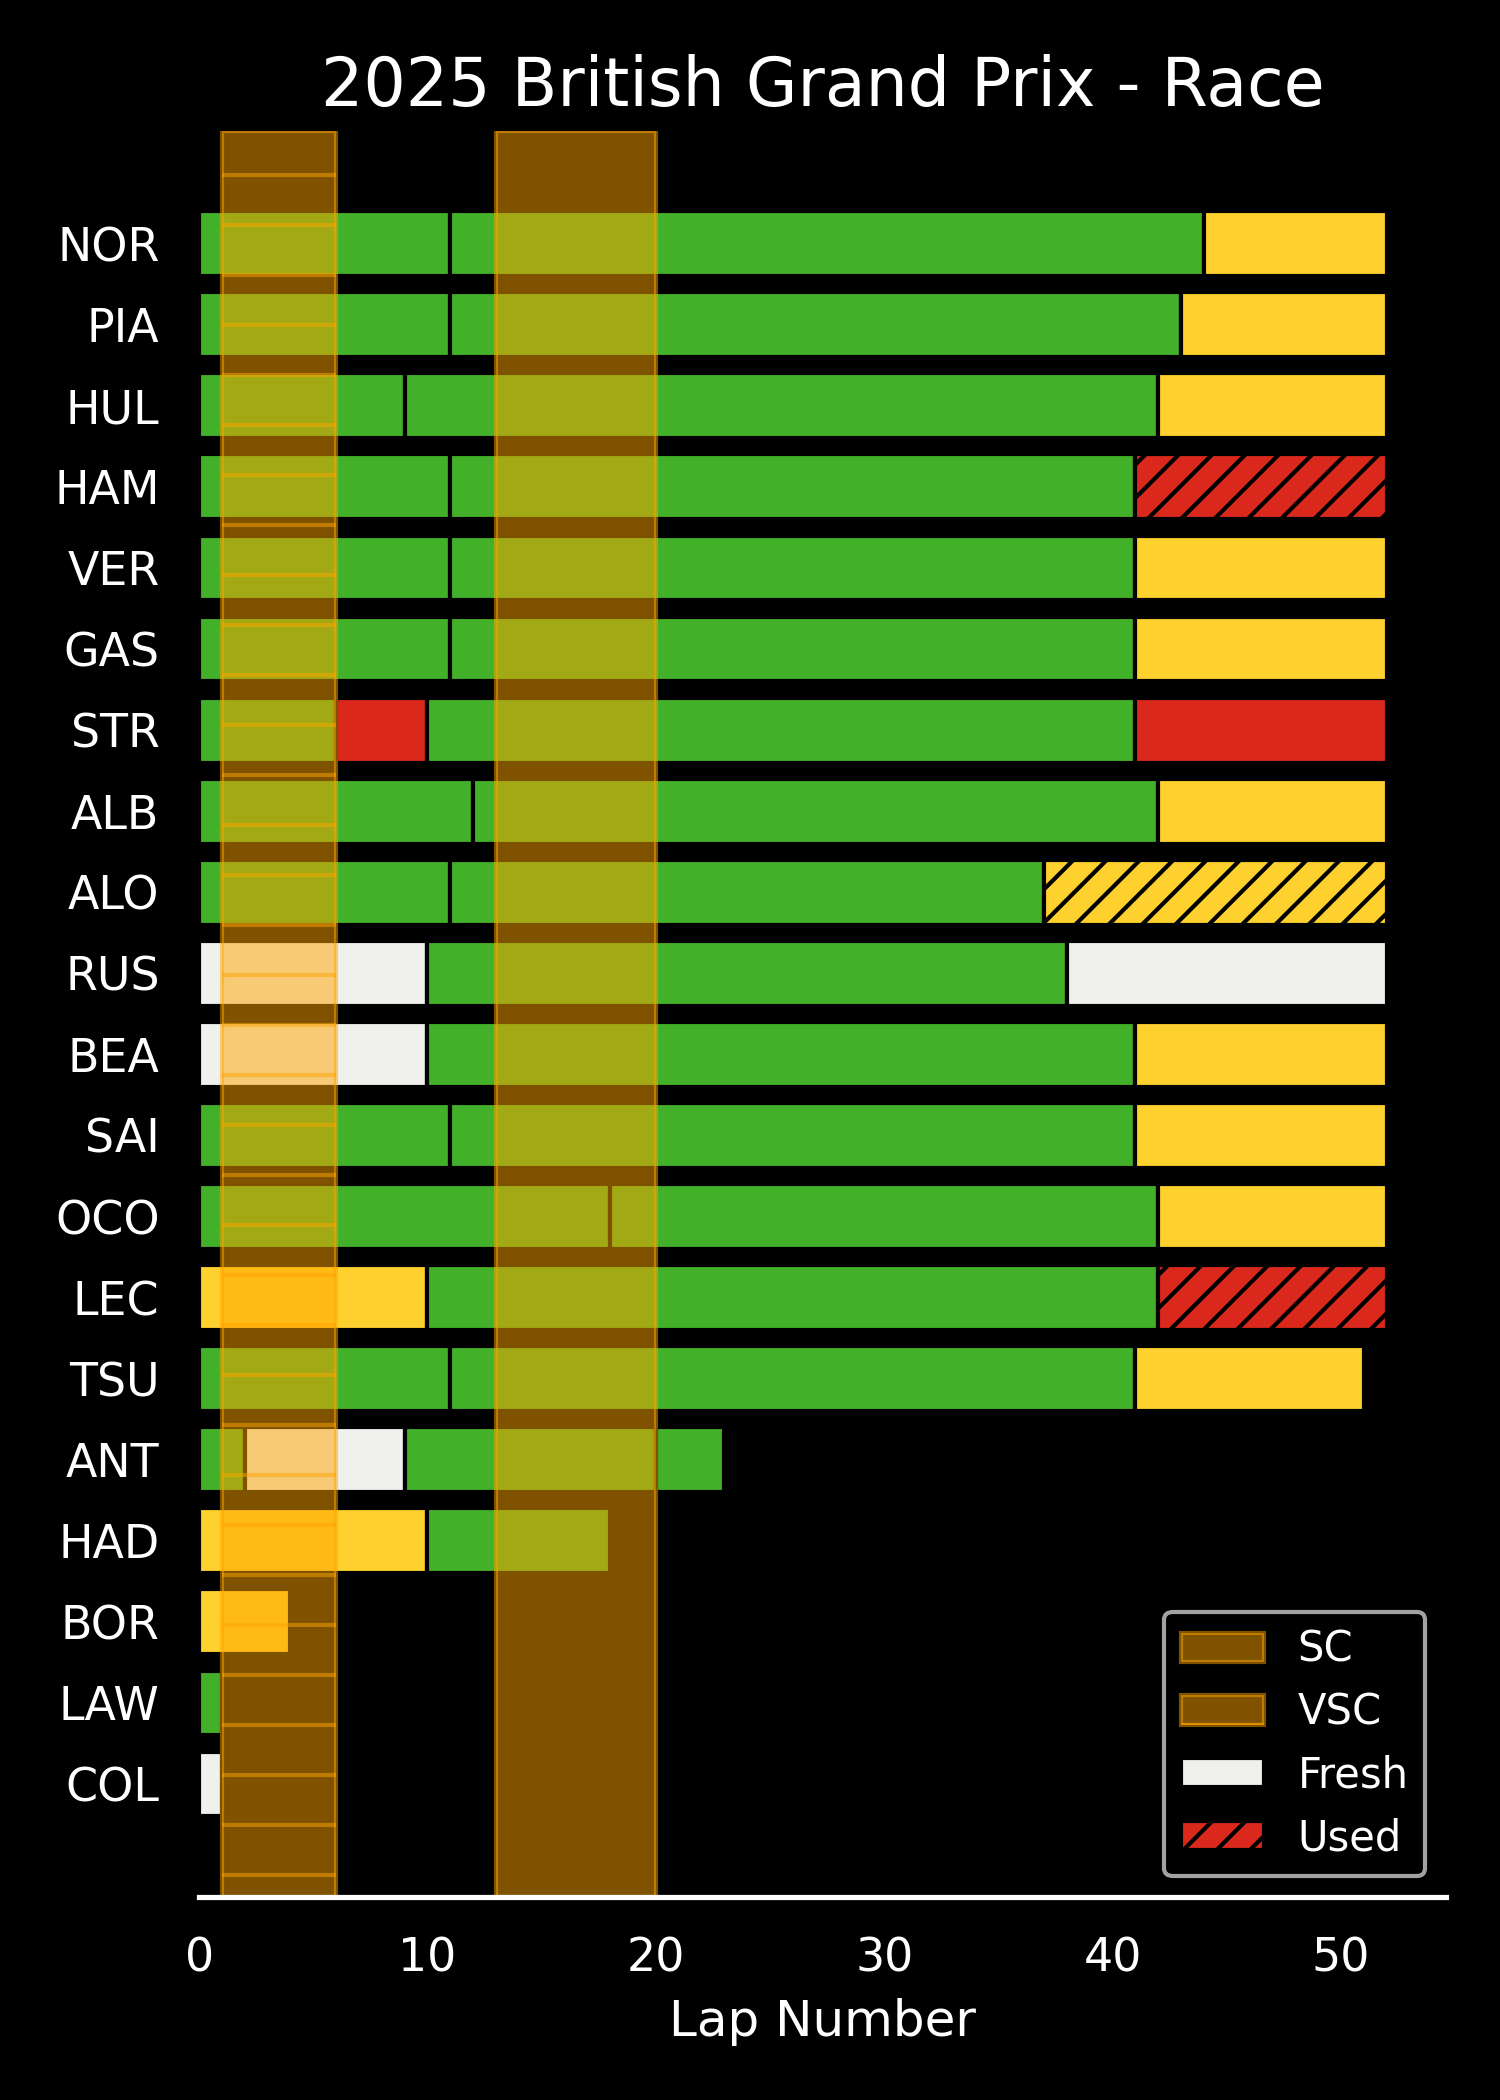 2025 British Grand Prix - Race
NOR
PIA
HUL
HAM
VER
GAS
STR
ALB
ALO
RUS
BEA
SAI
OCO
LEC
TSU
ANT
HAD
BOR
LAW
COL
SC
VSC
Fresh
Used
0 10 20 30 40 50
Lap Number